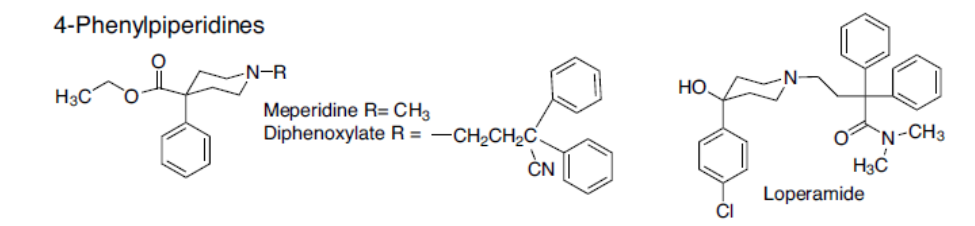 4-Phenylpiperidines
O
N-R
H₃C
O
Meperidine R= CH₃
Diphenoxylate R = —CH₂CH₂C
CN
HO
N
O
N-CH₃
H₃C
Cl
Loperamide